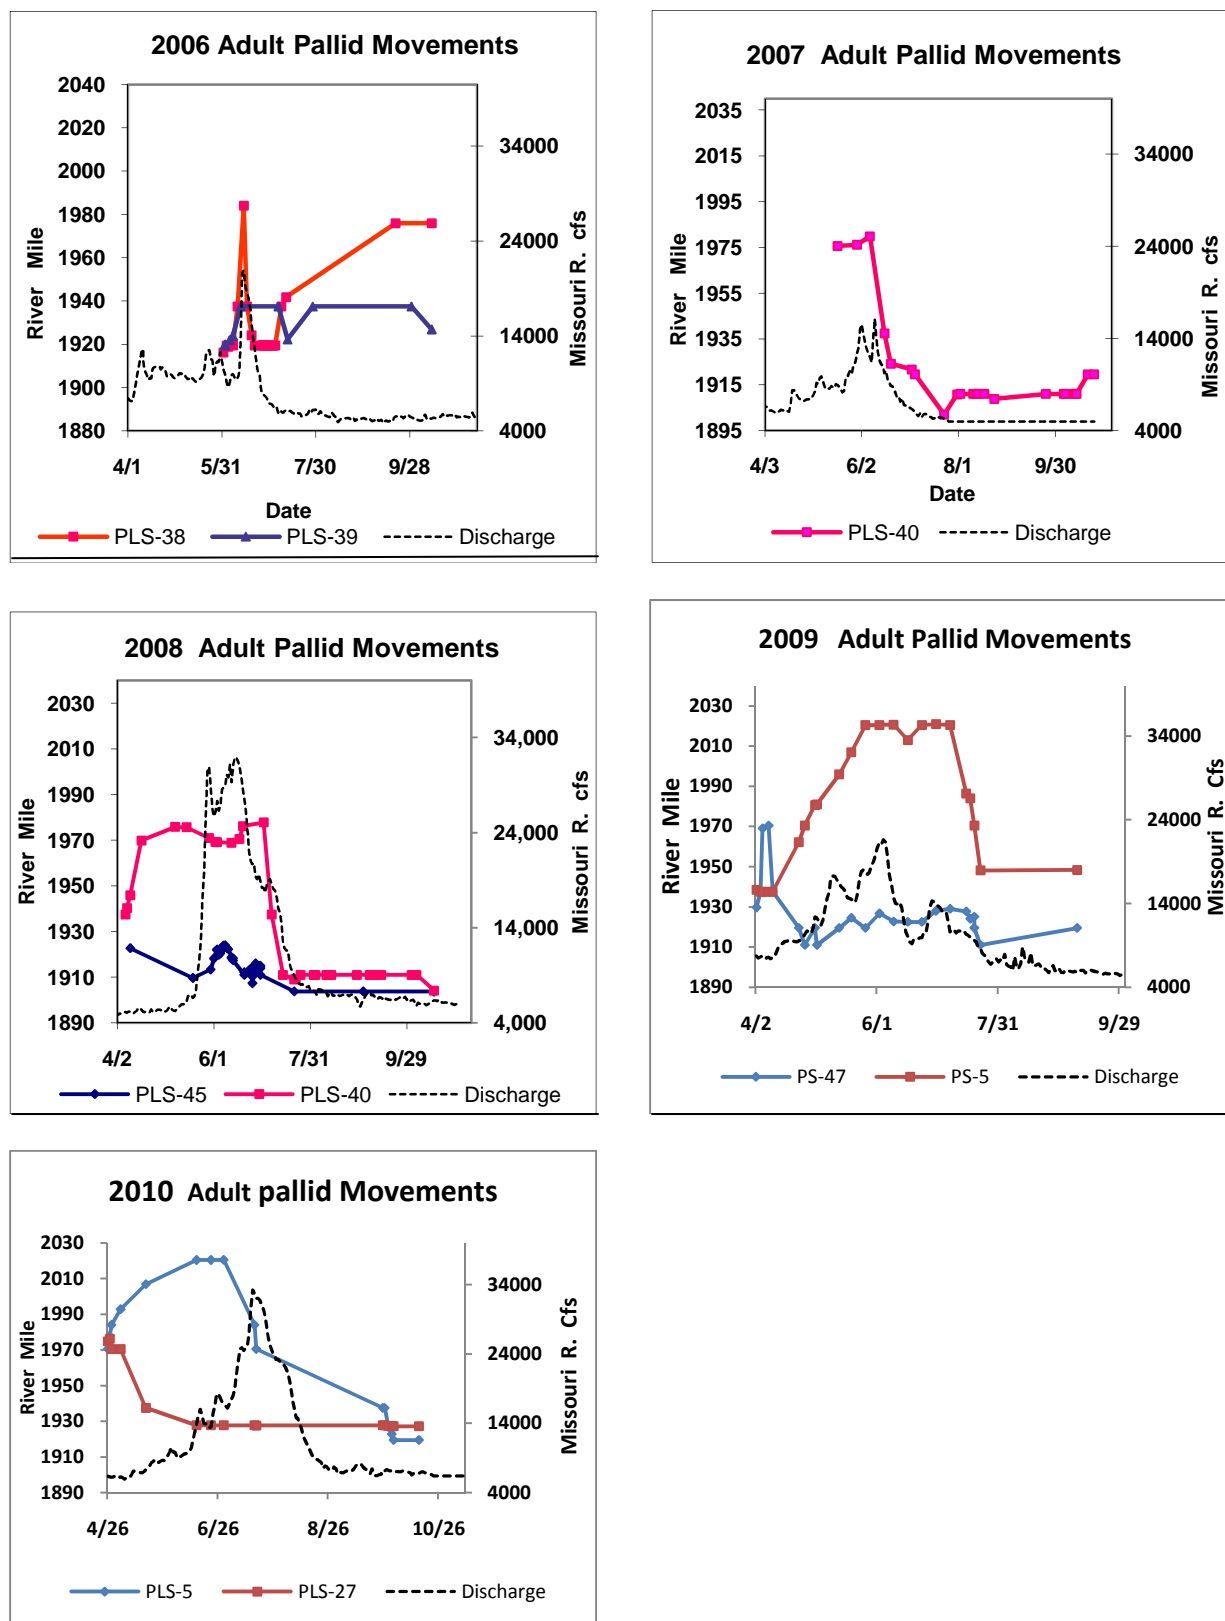 2006 Adult Pallid Movements
2040
2020
2000
1980
1960
1940
1920
1900
1880
River Mile
34000
24000
14000
4000
Missouri R. cfs
4/1 5/31 7/30 9/28
Date
PLS-38 PLS-39 Discharge
2007 Adult Pallid Movements
2035
2015
1995
1975
1955
1935
1915
1895
River Mile
34000
24000
14000
4000
Missouri R. cfs
4/3 6/2 8/1 9/30
Date
PLS-40 Discharge
2008 Adult Pallid Movements
2030
2010
1990
1970
1950
1930
1910
1890
River Mile
34,000
24,000
14,000
4,000
Missouri R. cfs
4/2 6/1 7/31 9/29
PLS-45 PLS-40 Discharge
2009 Adult Pallid Movements
2030
2010
1990
1970
1950
1930
1910
1890
River Mile
34000
24000
14000
4000
Missouri R. Cfs
4/2 6/1 7/31 9/29
PS-47 PS-5 Discharge
2010 Adult pallid Movements
2030
2010
1990
1970
1950
1930
1910
1890
River Mile
34000
24000
14000
4000
Missouri R. Cfs
4/26 6/26 8/26 10/26
PLS-5 PLS-27 Discharge